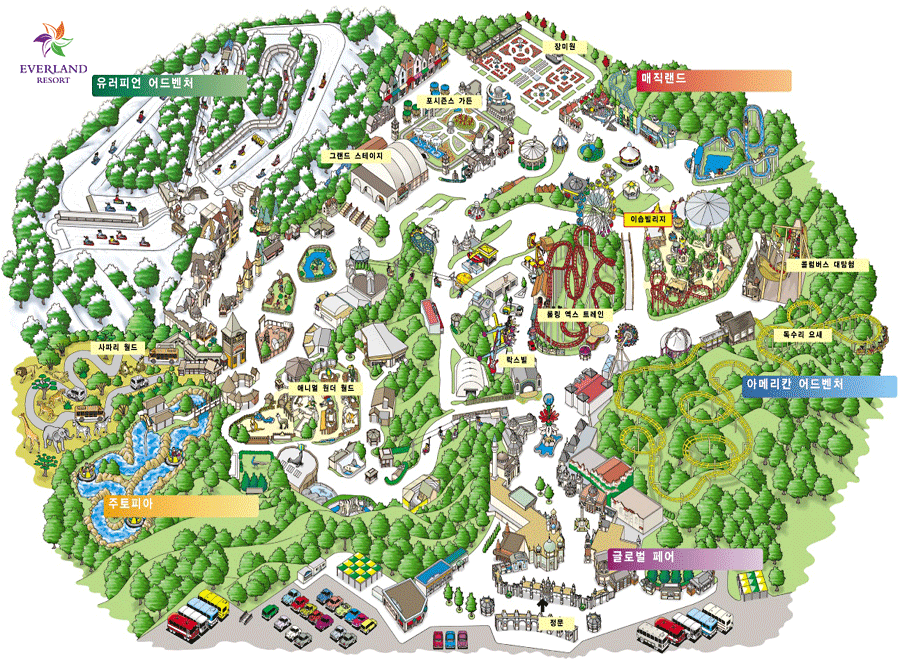 EVERLAND
RESORT
유러피언 어드벤처
장미원
매직랜드
포시즌스 가든
그랜드 스테이지
이솝빌리지
콜럼버스 대탐험
롤링 엑스 트레인
독수리 요새
사파리 월드
락스빌
애니멀 원더 월드
아메리칸 어드벤처
주토피아
글로벌 페어
정문